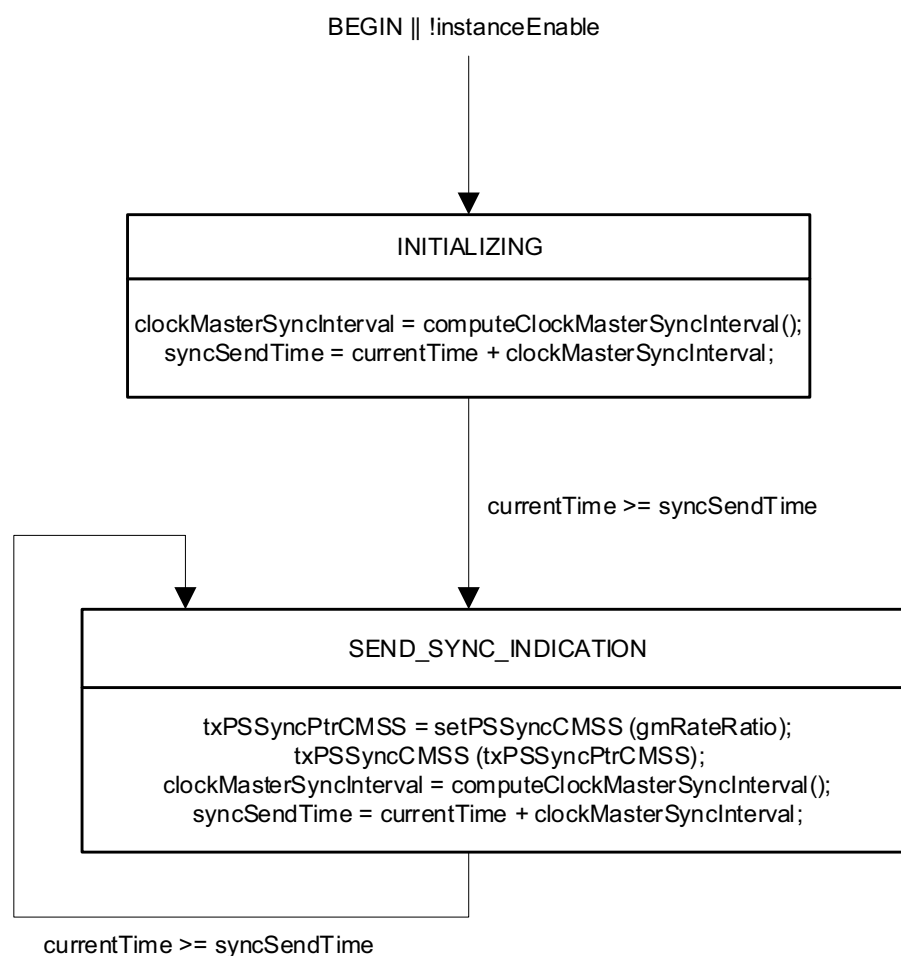 BEGIN || !instanceEnable
INITIALIZING
clockMasterSyncInterval = computeClockMasterSyncInterval();
syncSendTime = currentTime + clockMasterSyncInterval;
currentTime >= syncSendTime
SEND_SYNC_INDICATION
txPSSyncPtrCMSS = setPSSyncCMSS (gmRateRatio);
txPSSyncCMSS (txPSSyncPtrCMSS);
clockMasterSyncInterval = computeClockMasterSyncInterval();
syncSendTime = currentTime + clockMasterSyncInterval;
currentTime >= syncSendTime